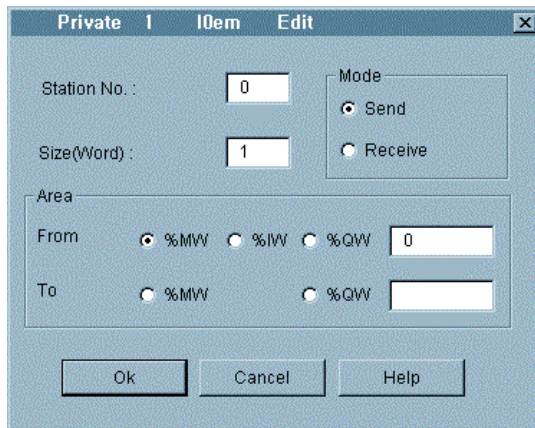 Private 1 I0em Edit
Station No. : 0
Mode
Send
Size(Word) : 1
Receive
Area
From %MW %IW %QW 0
To %MW %QW
Ok Cancel Help